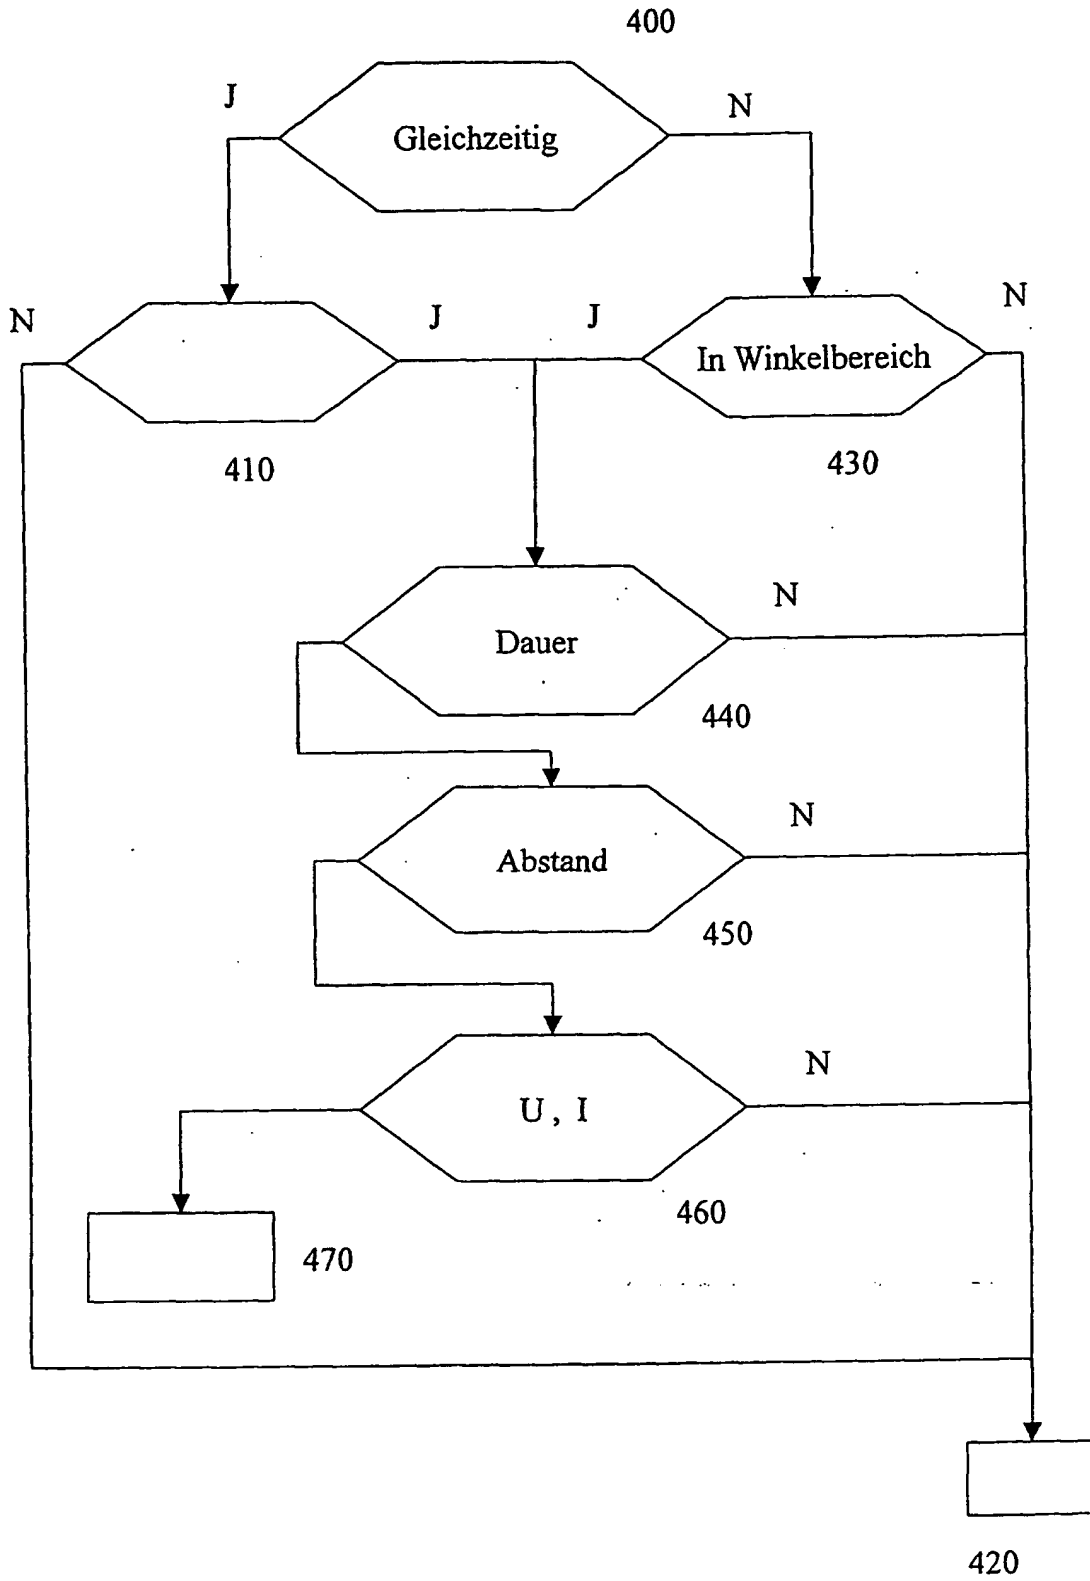 400
J
N
Gleichzeitig
N
J
J
N
In Winkelbereich
410
430
N
Dauer
440
N
Abstand
450
N
U , I
460
470
420